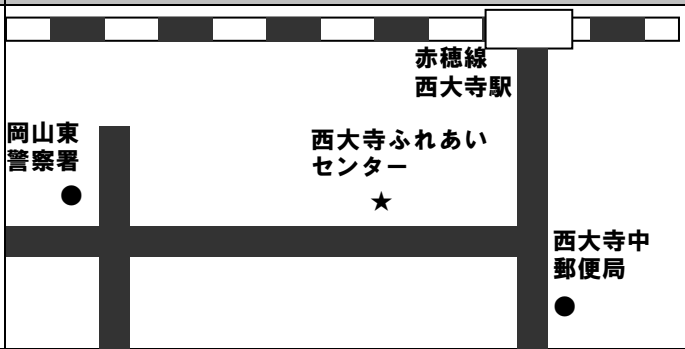 赤穂線
西大寺駅
岡山東
警察署
西大寺ふれあい
センター
西大寺中
郵便局